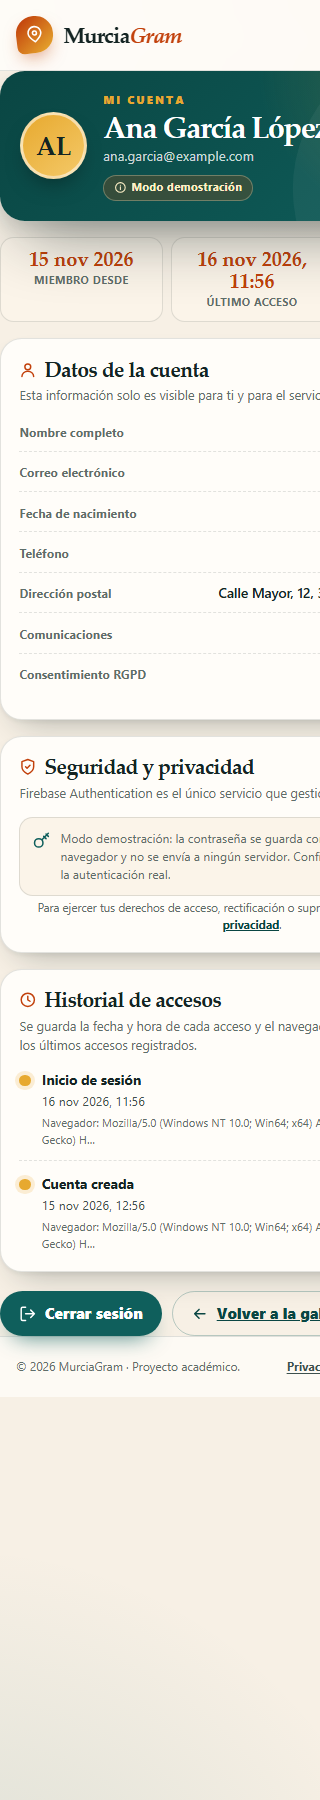 MurciaGram
MI CUENTA
Ana García López
AL
ana.garcia@example.com
Modo demostración
15 nov 2026
MIEMBRO DESDE
16 nov 2026,
11:56
ÚLTIMO ACCESO
Datos de la cuenta
Esta información solo es visible para ti y para el servic
Nombre completo
Correo electrónico
Fecha de nacimiento
Teléfono
Dirección postal Calle Mayor, 12,
Comunicaciones
Consentimiento RGPD
Seguridad y privacidad
Firebase Authentication es el único servicio que gesti
Modo demostración: la contraseña se guarda co
navegador y no se envía a ningún servidor. Conf
la autenticación real.
Para ejercer tus derechos de acceso, rectificación o supr
privacidad.
Historial de accesos
Se guarda la fecha y hora de cada acceso y el navega
los últimos accesos registrados.
Inicio de sesión
16 nov 2026, 11:56
Navegador: Mozilla/5.0 (Windows NT 10.0; Win64; x64) A
Gecko) H...
Cuenta creada
15 nov 2026, 12:56
Navegador: Mozilla/5.0 (Windows NT 10.0; Win64; x64) A
Gecko) H...
Cerrar sesión
← Volver a la gal
© 2026 MurciaGram · Proyecto académico. Privac